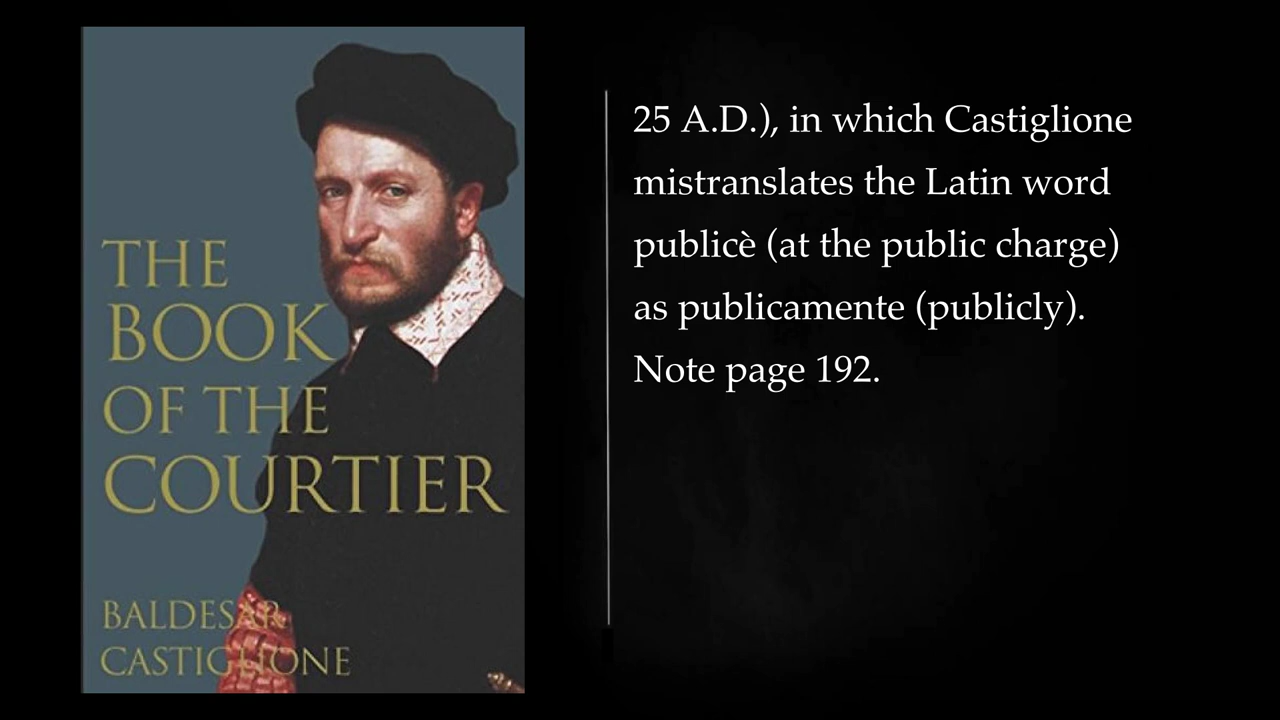 THE
BOOK
OF THE
COURTIER
BALDESAR
CASTIGLIONE
25 A.D.), in which Castiglione
mistranslates the Latin word
publicè (at the public charge)
as publicamente (publicly).
Note page 192.